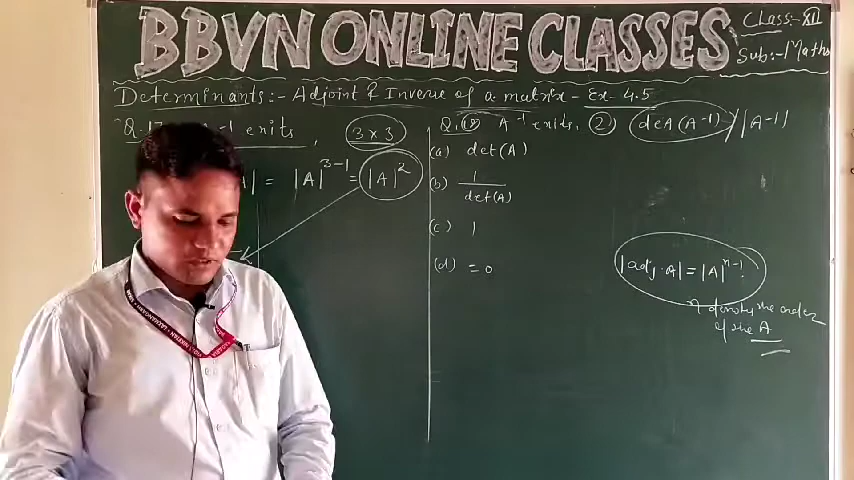 BBVN ONLINE CLASSES
Class:-XII
Sub:-Maths
Determinants:- Adjoint & Inverse of a matrix - Ex-4.5
Q.17 -1 exits, 3×3
A| = |A|^3-1 = |A|^2
Q.18 A^-1 exits, 2 deA(A^-1) |A-1|
(a) det(A)
(b) 1/det(A)
(c) 1
(d) = 0
|adj.A| = |A|^n-1
n denotes the order
of the A